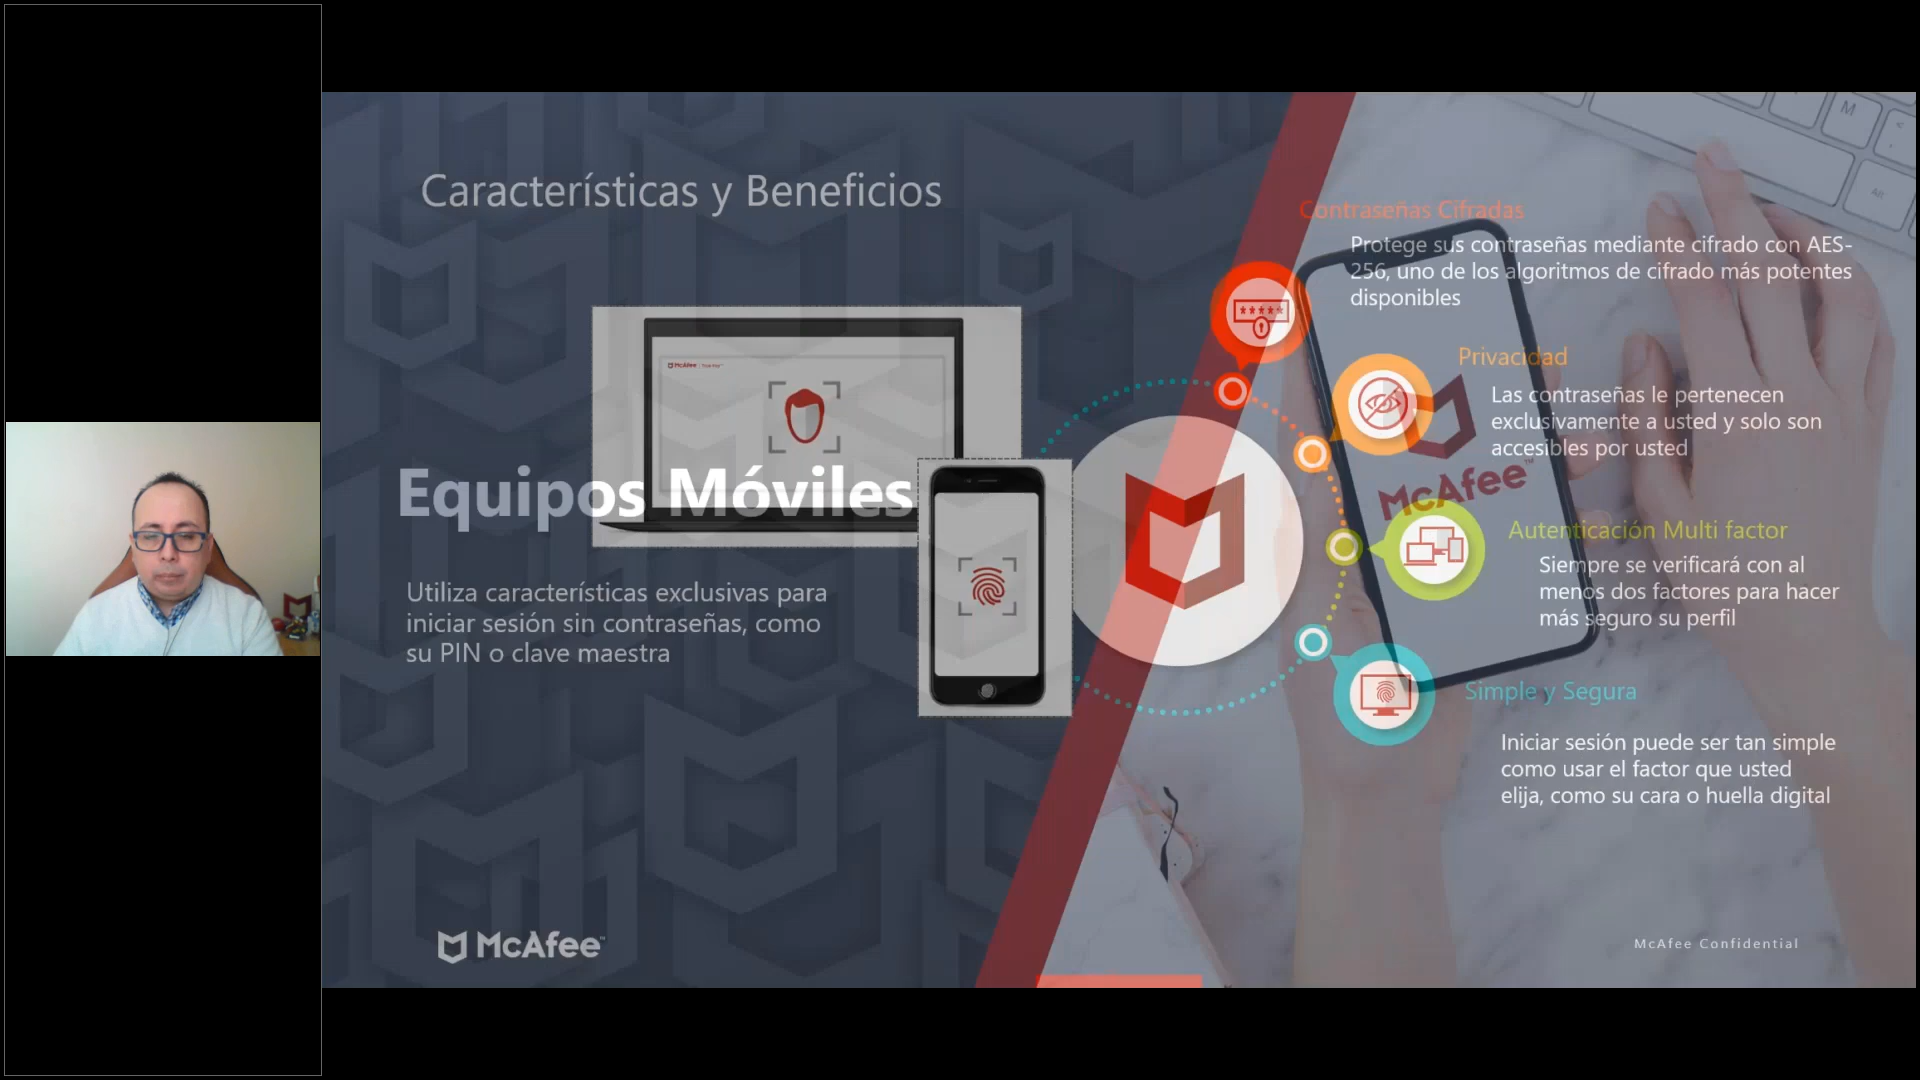 Características y Beneficios
Equipos Móviles
Utiliza características exclusivas para
iniciar sesión sin contraseñas, como
su PIN o clave maestra
McAfee™
Contraseñas Cifradas
Protege sus contraseñas mediante cifrado con AES-
256, uno de los algoritmos de cifrado más potentes
disponibles
Privacidad
Las contraseñas le pertenecen
exclusivamente a usted y solo son
accesibles por usted
McAfee™
Autenticación Multi factor
Siempre se verificará con al
menos dos factores para hacer
más seguro su perfil
Simple y Segura
Iniciar sesión puede ser tan simple
como usar el factor que usted
elija, como su cara o huella digital
McAfee Confidential
M
Alt
McAfee